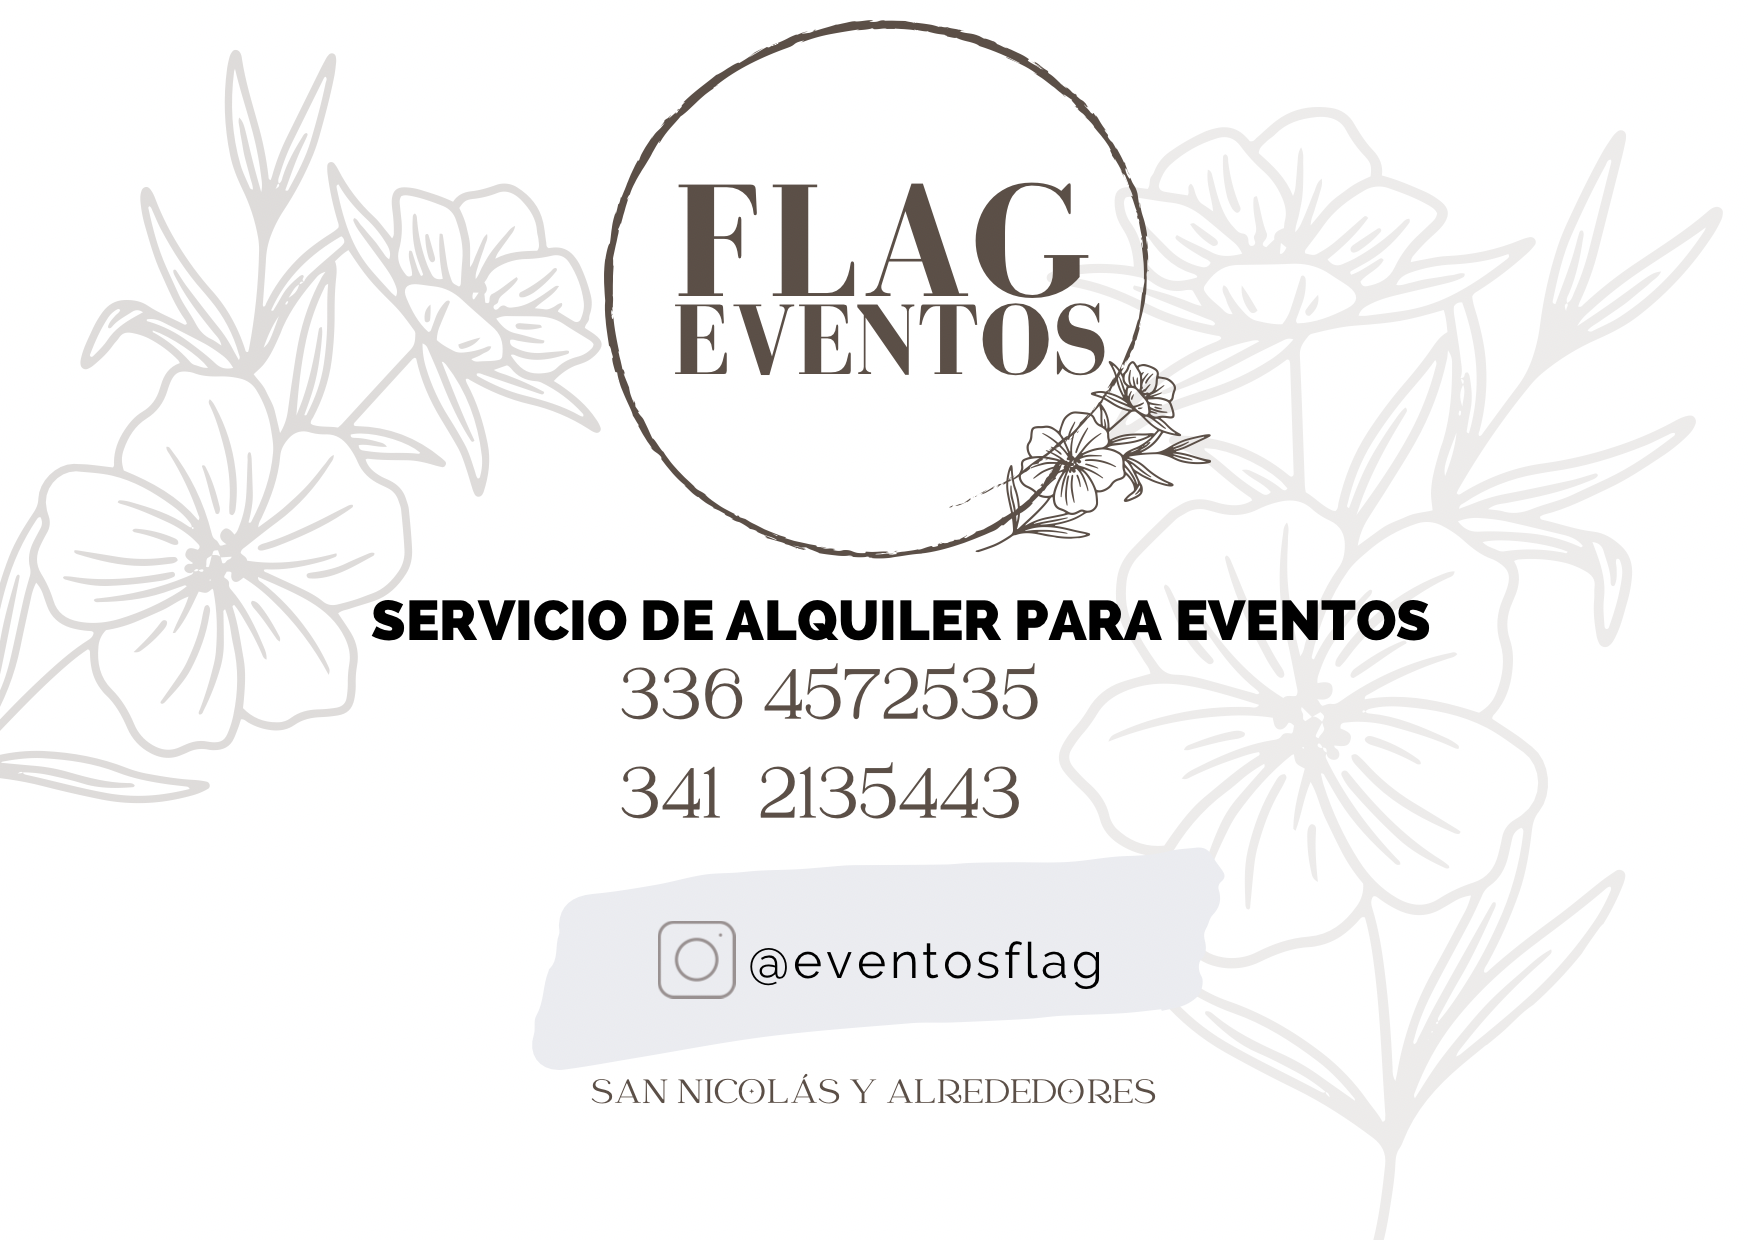 FLAG
EVENTOS
SERVICIO DE ALQUILER PARA EVENTOS
336 4572535
341 2135443
@eventosflag
SAN NICOLÁS Y ALREDEDORES